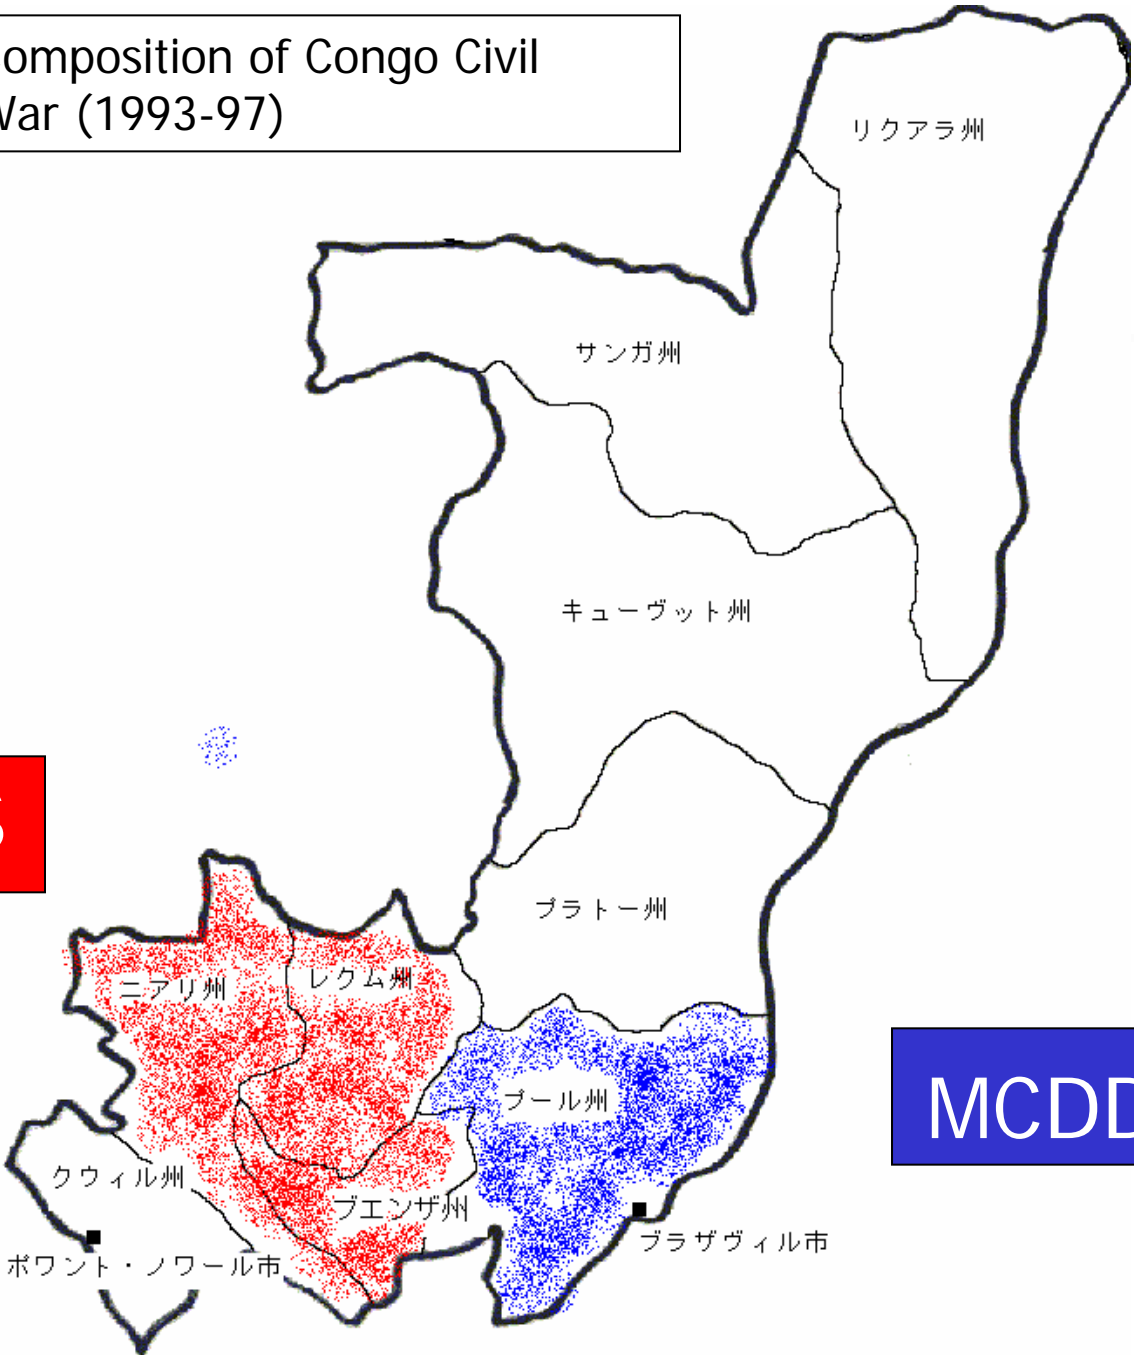 omposition of Congo Civil
War (1993-97)
リクアラ州
サンガ州
キューヴェット州
S
プラトー州
ニアリ州
レクム州
プール州
MCDD
クウィル州
ブエンザ州
ブラザヴィル市
ポワント・ノワール市